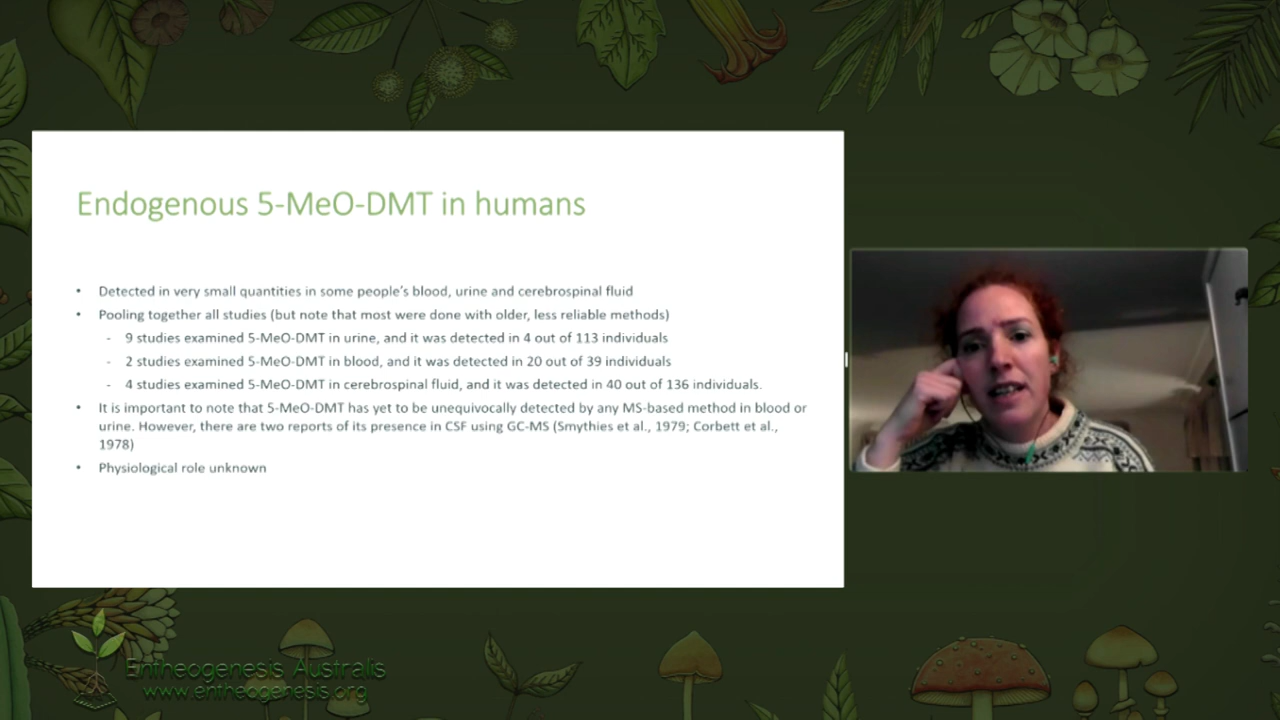 Endogenous 5-MeO-DMT in humans
• Detected in very small quantities in some people's blood, urine and cerebrospinal fluid
• Pooling together all studies (but note that most were done with older, less reliable methods)
- 9 studies examined 5-MeO-DMT in urine, and it was detected in 4 out of 113 individuals
- 2 studies examined 5-MeO-DMT in blood, and it was detected in 20 out of 39 individuals
- 4 studies examined 5-MeO-DMT in cerebrospinal fluid, and it was detected in 40 out of 136 individuals.
• It is important to note that 5-MeO-DMT has yet to be unequivocally detected by any MS-based method in blood or
urine. However, there are two reports of its presence in CSF using GC-MS (Smythies et al., 1979; Corbett et al.,
1978)
• Physiological role unknown
Entheogenesis Australis
www.entheogenesis.org